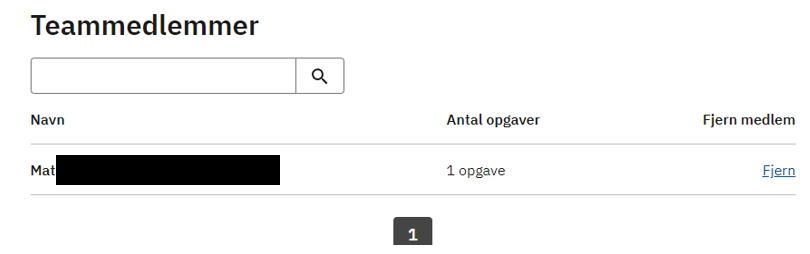 Teammedlemmer
Navn Antal opgaver Fjern medlem
Mat 1 opgave Fjern
1